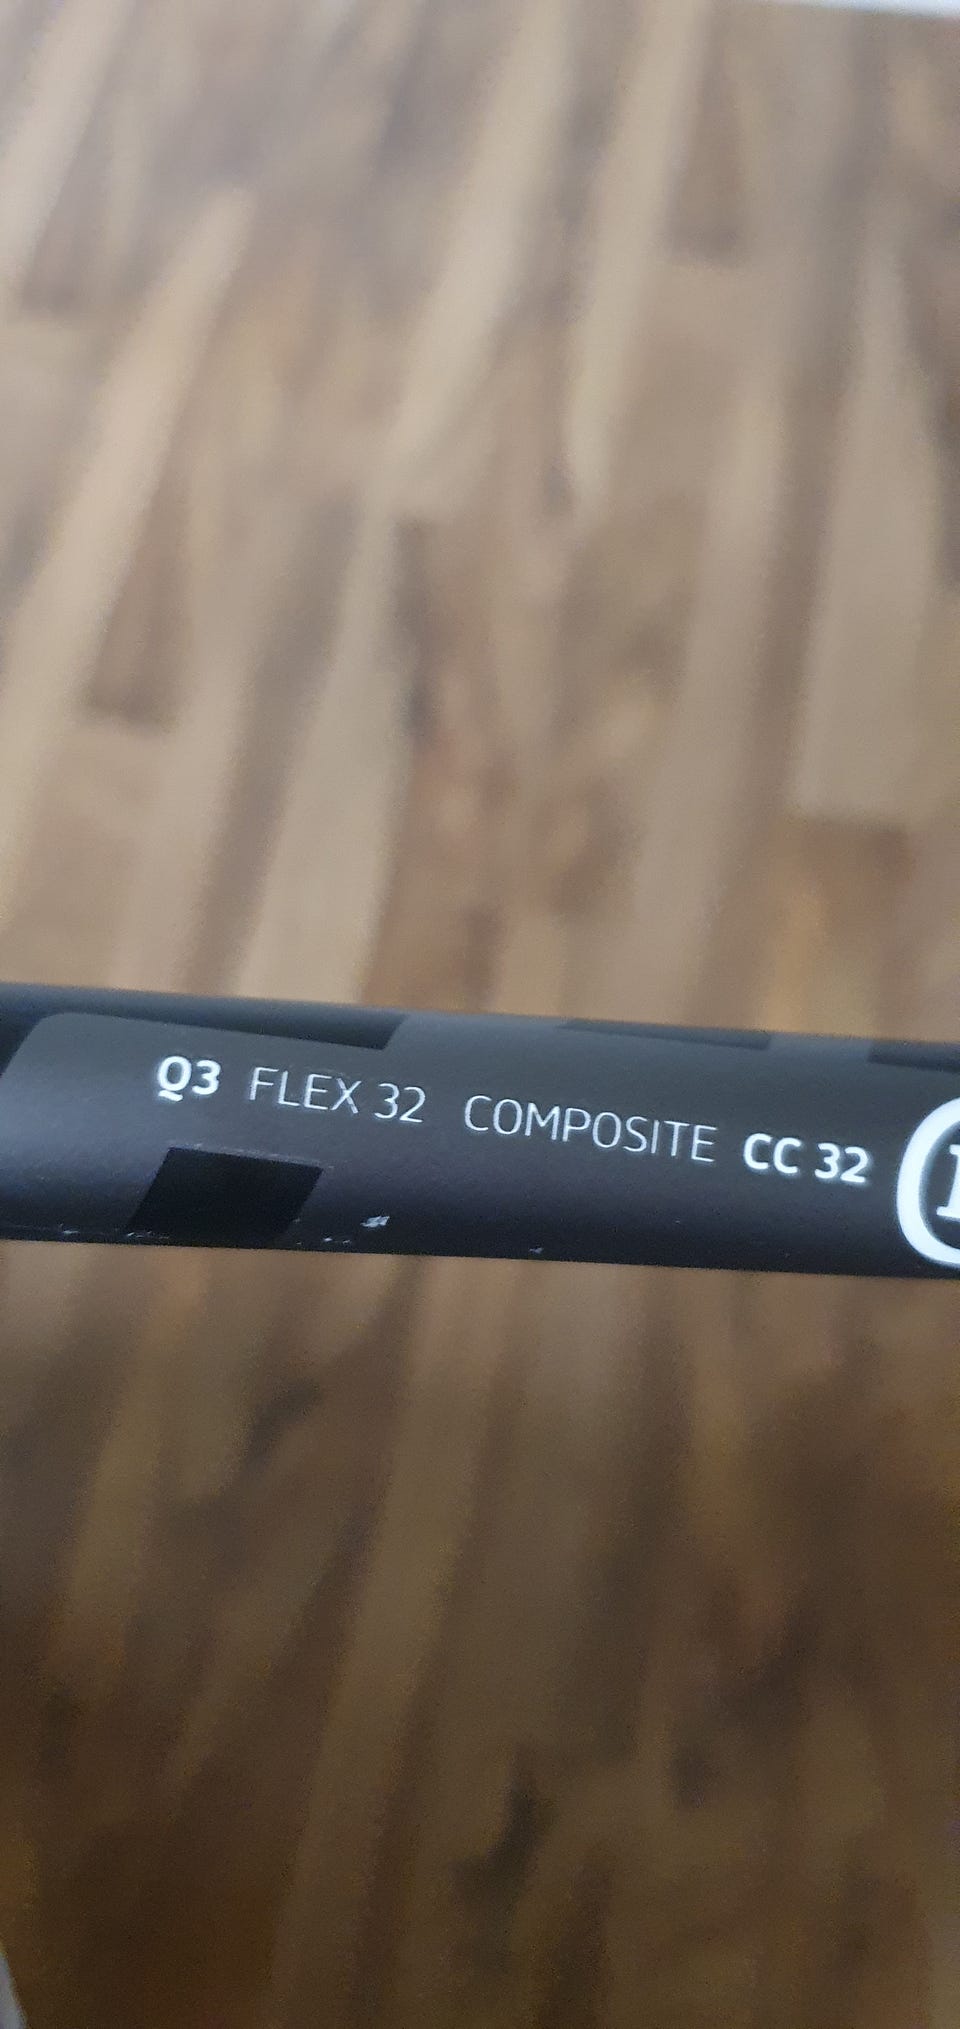 Q3 FLEX 32 COMPOSITE CC 32